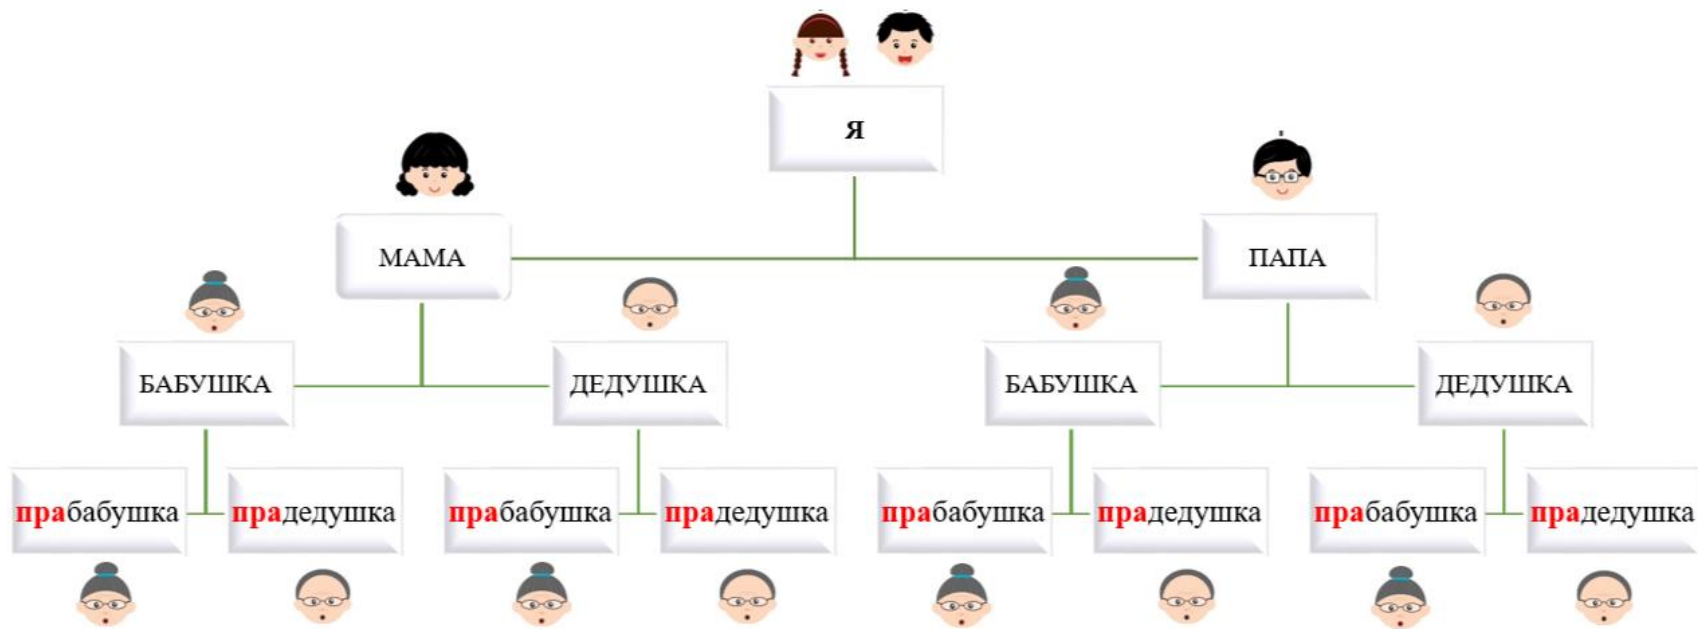 Я
МАМА
ПАПА
БАБУШКА
ДЕДУШКА
БАБУШКА
ДЕДУШКА
прабабушка
прадедушка
прабабушка
прадедушка
прабабушка
прадедушка
прабабушка
прадедушка